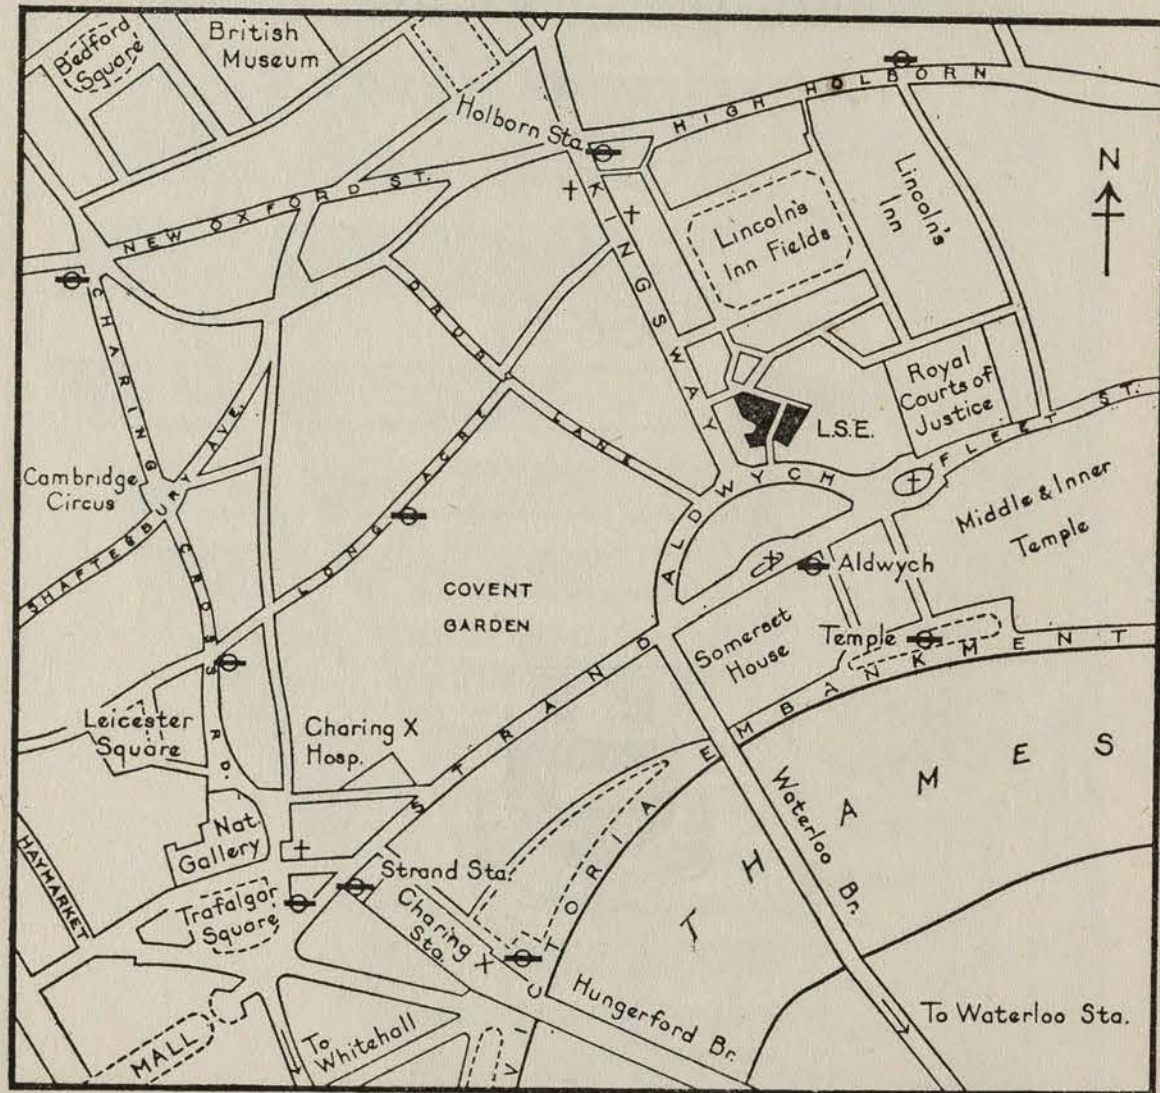 Bedford
Square
British
Museum
Holborn Sta.
HIGH HOLBORN
N
NEW OXFORD ST.
KINGSWAY
Lincoln's
Inn Fields
Lincoln's
Inn
DRURY LANE
CHARING CROSS RD.
SHAFTESBURY AVE.
Cambridge
Circus
LONG ACRE
Royal
Courts of
Justice
L.S.E.
FLEET ST.
ALDWYCH
Middle & Inner
Temple
Aldwych
COVENT
GARDEN
Somerset
House
Temple
STRAND
VICTORIA EMBANKMENT
Leicester
Square
Charing X
Hosp.
Nat.
Gallery
HAYMARKET
Trafalgar
Square
Strand Sta.
Charing X
Sta.
Waterloo Br.
THAMES
Hungerford Br.
To Waterloo Sta.
To
Whitehall
MALL